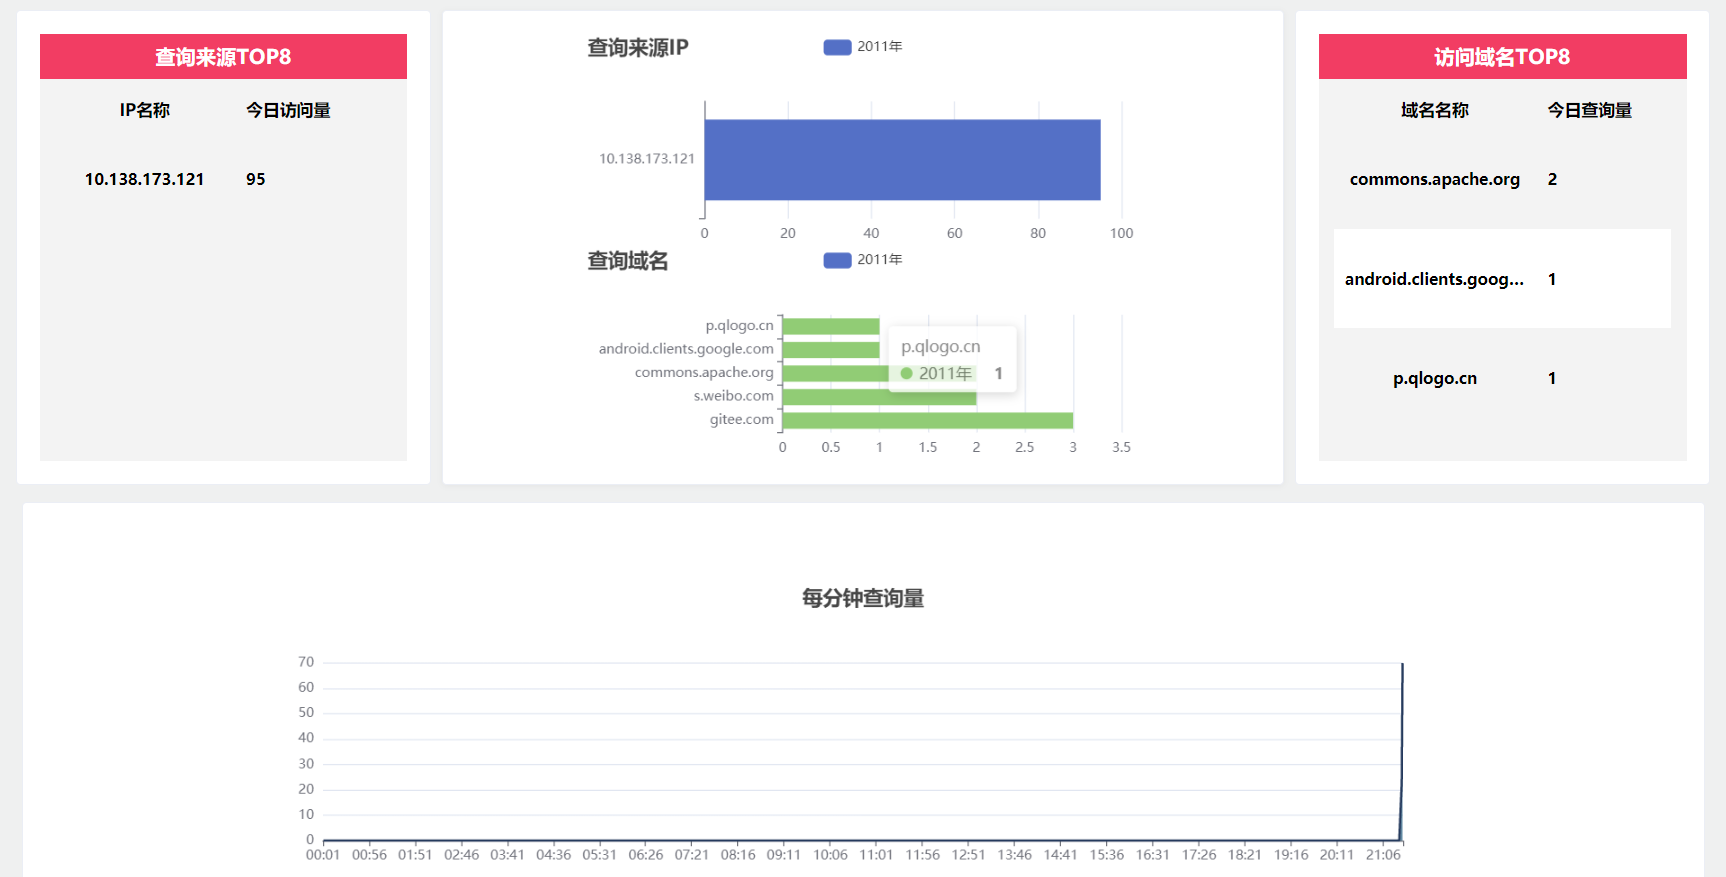 查询来源TOP8
IP名称 今日访问量
10.138.173.121 95
查询来源IP
2011年
10.138.173.121
0 20 40 60 80 100
查询域名
2011年
p.qlogo.cn
android.clients.google.com
commons.apache.org
s.weibo.com
gitee.com
0 0.5 1 1.5 2 2.5 3 3.5
p.qlogo.cn
2011年 1
访问域名TOP8
域名名称 今日查询量
commons.apache.org 2
android.clients.goog... 1
p.qlogo.cn 1
每分钟查询量
70
60
50
40
30
20
10
0
00:01 00:56 01:51 02:46 03:41 04:36 05:31 06:26 07:21 08:16 09:11 10:06 11:01 11:56 12:51 13:46 14:41 15:36 16:31 17:26 18:21 19:16 20:11 21:06